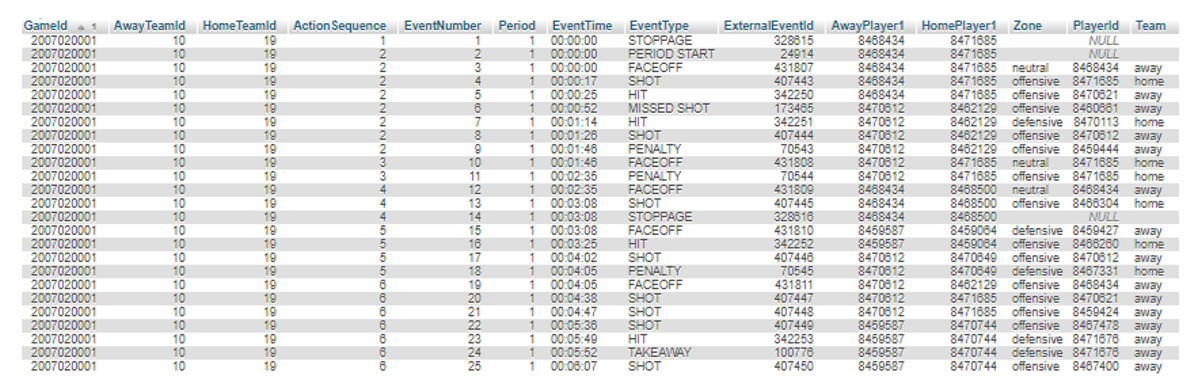 GameId 1 AwayTeamId HomeTeamId ActionSequence EventNumber Period EventTime EventType ExternalEventId AwayPlayer1 HomePlayer1 Zone PlayerId Team
2007020001 10 19 1 1 1 00:00:00 STOPPAGE 328615 8468434 8471685 NULL
2007020001 10 19 2 2 1 00:00:00 PERIOD START 24914 8468434 8471685 NULL
2007020001 10 19 2 3 1 00:00:00 FACEOFF 431807 8468434 8471685 neutral 8468434 away
2007020001 10 19 2 4 1 00:00:17 SHOT 407443 8468434 8471685 offensive 8471685 home
2007020001 10 19 2 5 1 00:00:25 HIT 342250 8468434 8471685 offensive 8470621 away
2007020001 10 19 2 6 1 00:00:52 MISSED SHOT 173465 8470612 8462129 offensive 8460661 away
2007020001 10 19 2 7 1 00:01:14 HIT 342251 8470612 8462129 defensive 8470113 home
2007020001 10 19 2 8 1 00:01:26 SHOT 407444 8470612 8462129 offensive 8470612 away
2007020001 10 19 2 9 1 00:01:46 PENALTY 70543 8470612 8462129 offensive 8459444 away
2007020001 10 19 3 10 1 00:01:46 FACEOFF 431808 8468434 8471685 neutral 8471685 home
2007020001 10 19 3 11 1 00:02:35 PENALTY 70544 8468434 8471685 offensive 8471685 home
2007020001 10 19 4 12 1 00:02:35 FACEOFF 431809 8468434 8468500 neutral 8468434 away
2007020001 10 19 4 13 1 00:03:08 SHOT 407445 8468434 8468500 offensive 8466304 home
2007020001 10 19 4 14 1 00:03:08 STOPPAGE 328616 8468434 8468500 NULL
2007020001 10 19 5 15 1 00:03:08 FACEOFF 431810 8459587 8459064 defensive 8459427 away
2007020001 10 19 5 16 1 00:03:25 HIT 342252 8459587 8459064 offensive 8466260 home
2007020001 10 19 5 17 1 00:04:02 SHOT 407446 8470612 8470649 offensive 8470612 away
2007020001 10 19 5 18 1 00:04:05 PENALTY 70545 8470612 8470649 defensive 8467331 home
2007020001 10 19 6 19 1 00:04:05 FACEOFF 431811 8470612 8462129 offensive 8468434 away
2007020001 10 19 6 20 1 00:04:38 SHOT 407447 8470612 8471685 offensive 8470621 away
2007020001 10 19 6 21 1 00:04:47 SHOT 407448 8470612 8471685 offensive 8459424 away
2007020001 10 19 6 22 1 00:05:36 SHOT 407449 8459587 8470744 offensive 8467478 away
2007020001 10 19 6 23 1 00:05:49 HIT 342253 8459587 8470744 defensive 8471676 away
2007020001 10 19 6 24 1 00:05:52 TAKEAWAY 100776 8459587 8470744 defensive 8471676 away
2007020001 10 19 6 25 1 00:06:07 SHOT 407450 8459587 8470744 offensive 8467400 away